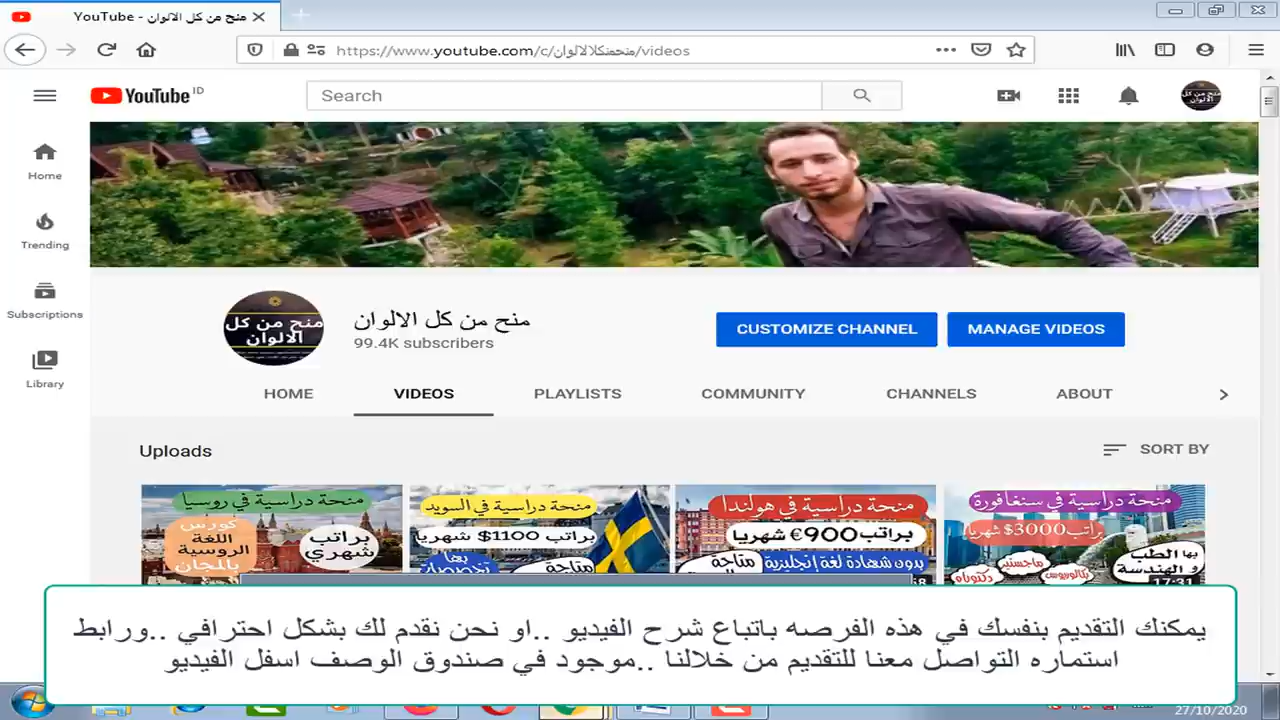 منح من كل الالوان - YouTube
https://www.youtube.com/c/منحمنكلالالوان/videos
YouTube ID
Search
Home
Trending
Subscriptions
Library
منح من كل الالوان
منح من كل
الالوان
99.4K subscribers
CUSTOMIZE CHANNEL
MANAGE VIDEOS
HOME
VIDEOS
PLAYLISTS
COMMUNITY
CHANNELS
ABOUT
Uploads
SORT BY
منحة دراسية في روسيا
كورس
اللغة
الروسية
بالمجان
براتب
شهري
منحة دراسية في السويد
براتب 1100$ شهريا
بها
تخصصات
متاحة
منحة دراسية في هولندا
براتب 900€ شهريا
بدون شهادة لغة إنجليزية
متاحة
منحة دراسية في سنغافورة
براتب 3000$ شهريا
بها الطب
و الهندسة
ماجستير
بكالوريوس
دكتوراه
17:31
يمكنك التقديم بنفسك في هذه الفرصه باتباع شرح الفيديو ..او نحن نقدم لك بشكل احترافي ..ورابط
استماره التواصل معنا للتقديم من خلالنا ..موجود في صندوق الوصف اسفل الفيديو
27/10/2020